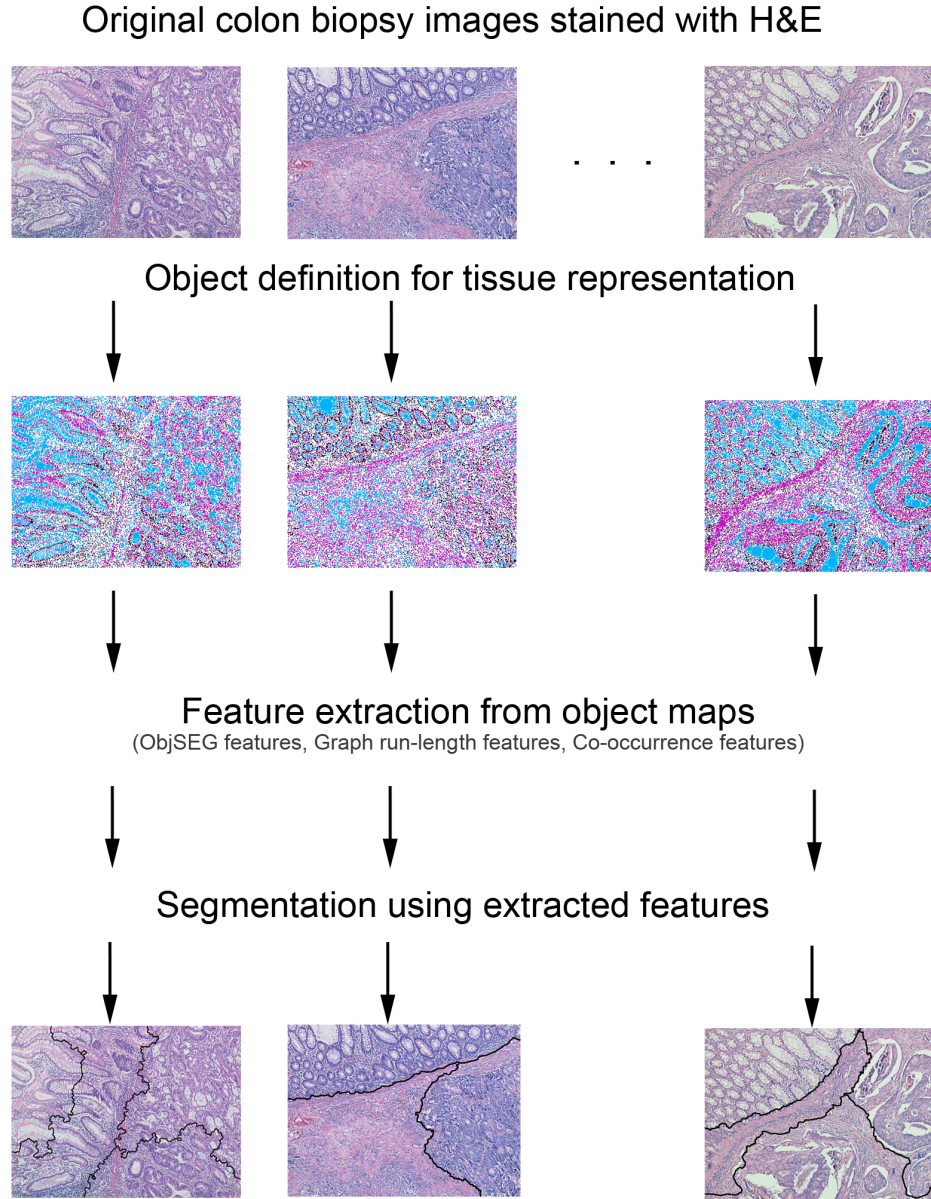 Original colon biopsy images stained with H&E
. . .
Object definition for tissue representation
Feature extraction from object maps
(ObjSEG features, Graph run-length features, Co-occurrence features)
Segmentation using extracted features